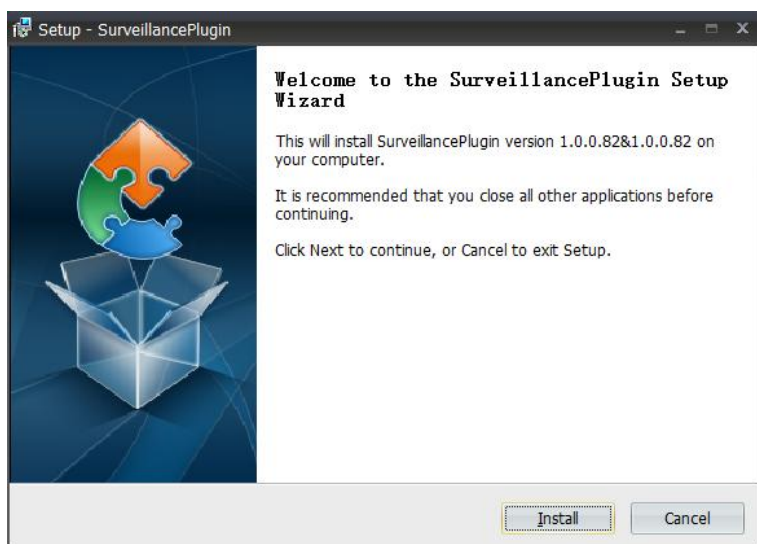 Setup - SurveillancePlugin
Welcome to the SurveillancePlugin Setup
Wizard
This will install SurveillancePlugin version 1.0.0.82&1.0.0.82 on
your computer.
It is recommended that you close all other applications before
continuing.
Click Next to continue, or Cancel to exit Setup.
Install
Cancel